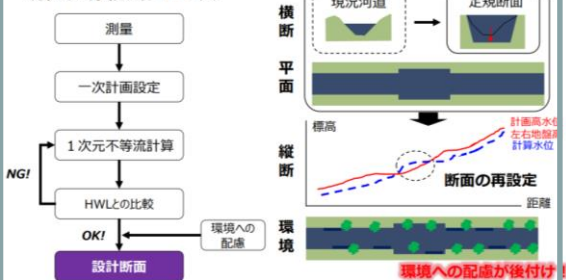 測量
一次計画設定
１次元不等流計算
NG!
HWLとの比較
OK!
環境への
配慮
設計断面
横断
現況河道
定規断面
平面
縦断
標高
計画高水位
左右地盤高
計算水位
断面の再設定
距離
環境
環境への配慮が後付け！